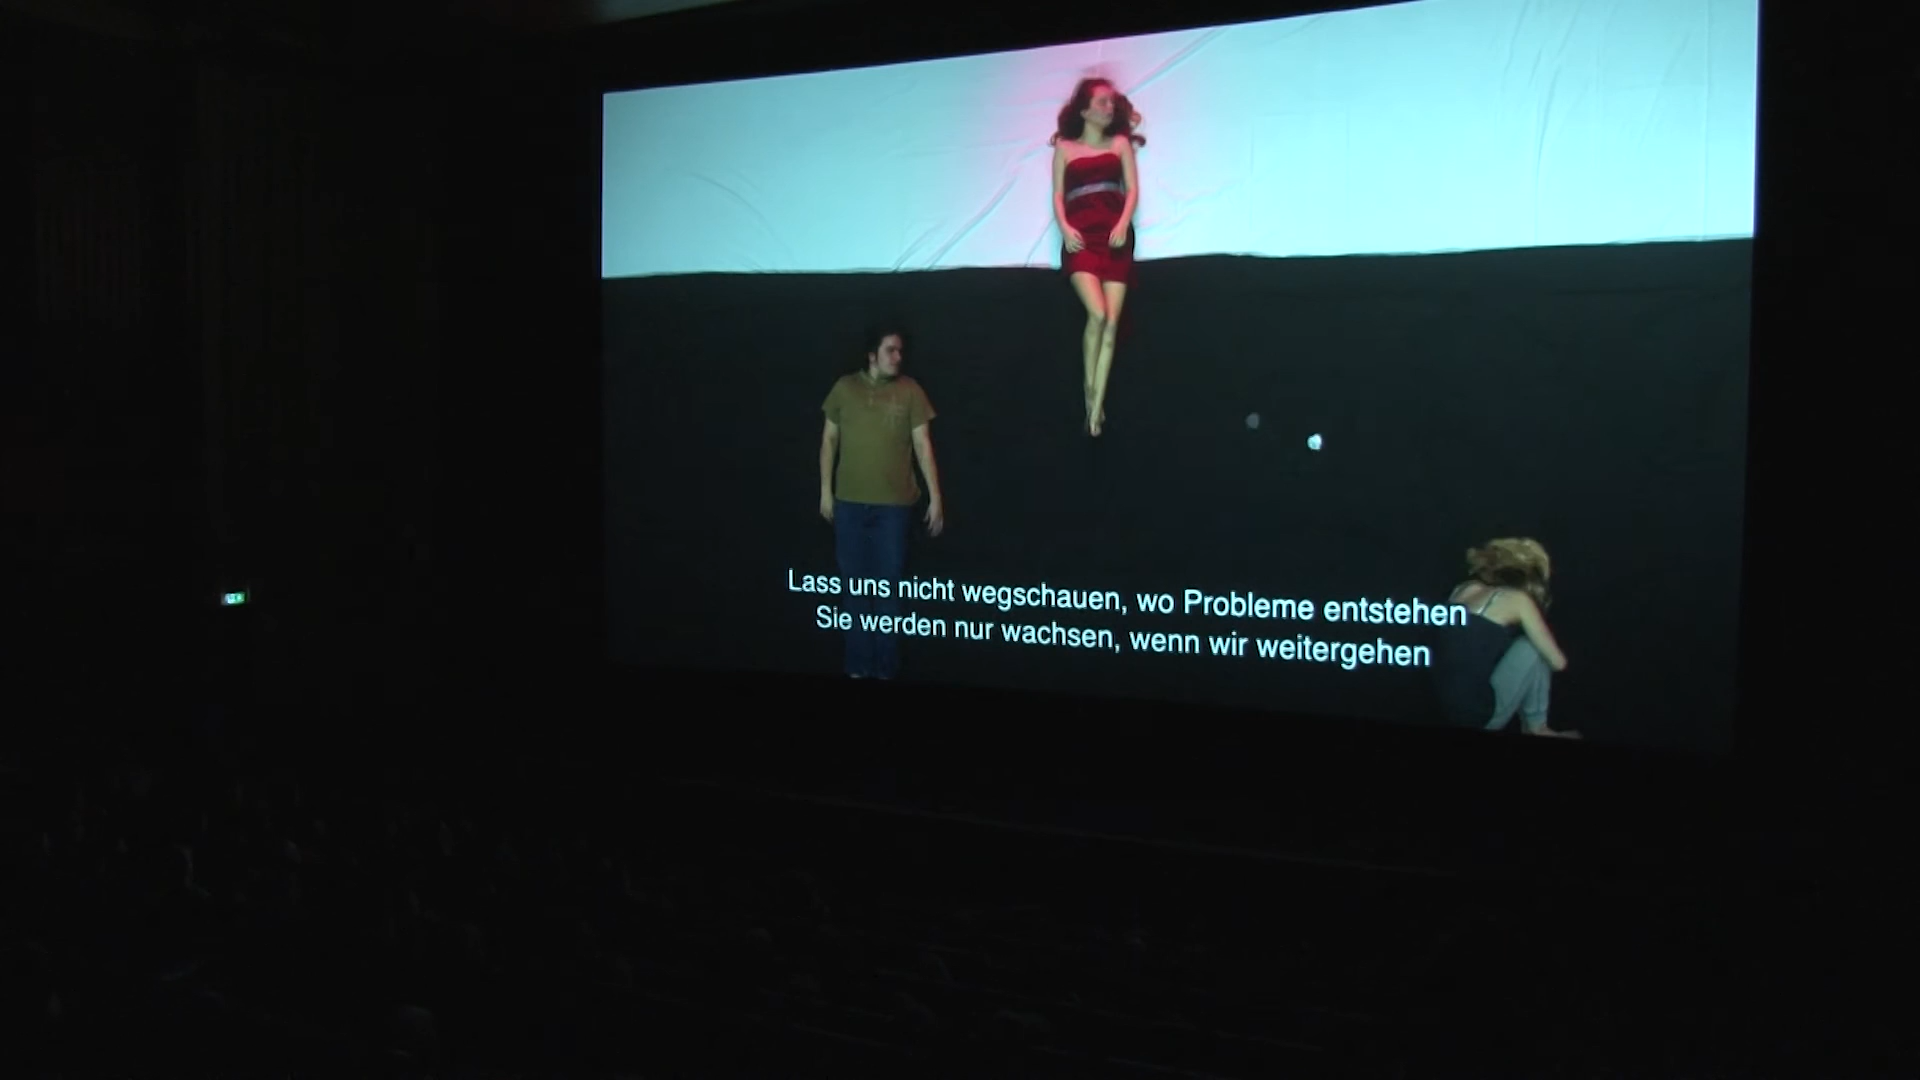 Lass uns nicht wegschauen, wo Probleme entstehen
Sie werden nur wachsen, wenn wir weitergehen